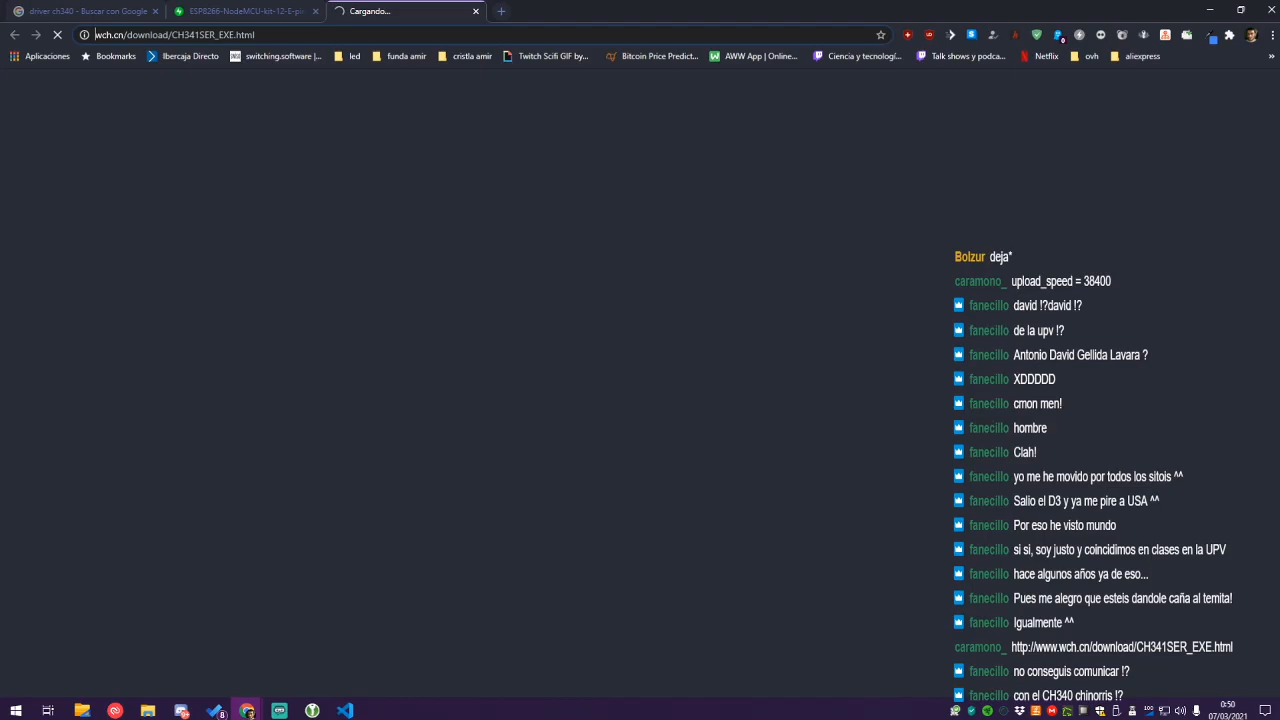 driver ch340 - Buscar con Google
ESP8266-NodeMCU-kit-12-E-pi
Cargando...
wch.cn/download/CH341SER_EXE.html
Aplicaciones
Bookmarks
Ibercaja Directo
switching.software |...
led
funda amir
cristla amir
Twitch Scifi GIF by...
Bitcoin Price Predict...
AWW App | Online...
Ciencia y tecnologí...
Talk shows y podca...
Netflix
ovh
aliexpress
»
Bolzur deja*
caramono_ upload_speed = 38400
fanecillo david !?david !?
fanecillo de la upv !?
fanecillo Antonio David Gellida Lavara ?
fanecillo XDDDDD
fanecillo cmon men!
fanecillo hombre
fanecillo Clah!
fanecillo yo me he movido por todos los sitois ^^
fanecillo Salio el D3 y ya me pire a USA ^^
fanecillo Por eso he visto mundo
fanecillo si si, soy justo y coincidimos en clases en la UPV
fanecillo hace algunos años ya de eso...
fanecillo Pues me alegro que esteis dandole caña al temita!
fanecillo Igualmente ^^
caramono_ http://www.wch.cn/download/CH341SER_EXE.html
fanecillo no conseguis comunicar !?
fanecillo con el CH340 chinorris !?
0:50
07/03/2021